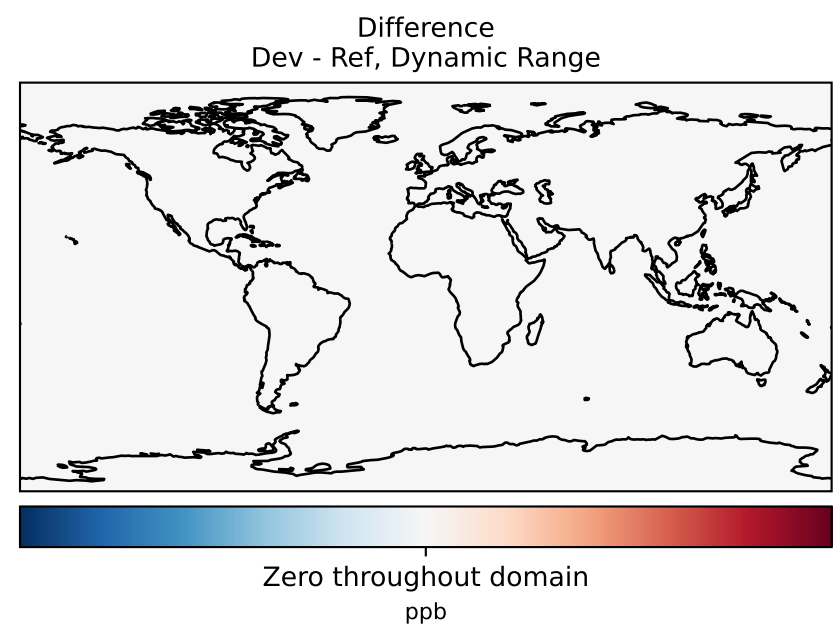 Difference
Dev - Ref, Dynamic Range
Zero throughout domain
ppb